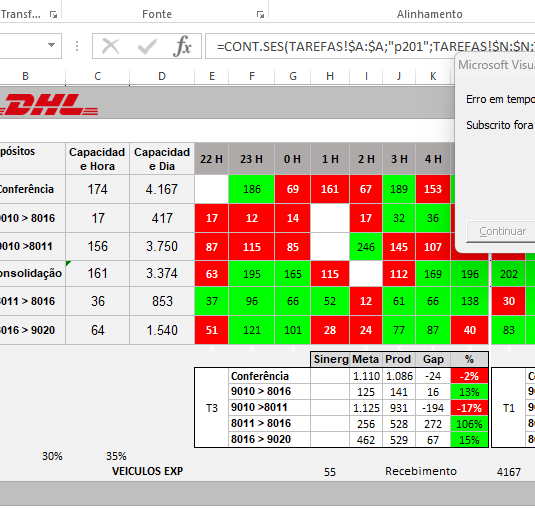 Transf...
Fonte
Alinhamento
fx =CONT.SES(TAREFAS!$A:$A;"p201";TAREFAS!$N:$N;
Microsoft Visu
Erro em tempo
Subscrito fora
Continuar
B C D E F G H I J K
DHL
pósitos Capacidad e Hora Capacidad e Dia 22 H 23 H 0 H 1 H 2 H 3 H 4 H
Conferência 174 4.167 186 69 161 67 189 153
9010 > 8016 17 417 17 12 14 17 32 36
9010 >8011 156 3.750 87 115 85 246 145 107
onsolidação 161 3.374 63 195 165 115 112 169 196 202
8011 > 8016 36 853 37 96 66 52 12 61 66 138 30
8016 > 9020 64 1.540 51 121 101 28 24 77 87 40 83
Sinerg Meta Prod Gap %
Conferência 1.110 1.086 -24 -2%
9010 > 8016 125 141 16 13%
T3 9010 >8011 1.125 931 -194 -17% T1
8011 > 8016 256 528 272 106%
8016 > 9020 462 529 67 15%
30% 35%
VEICULOS EXP 55 Recebimento 4167